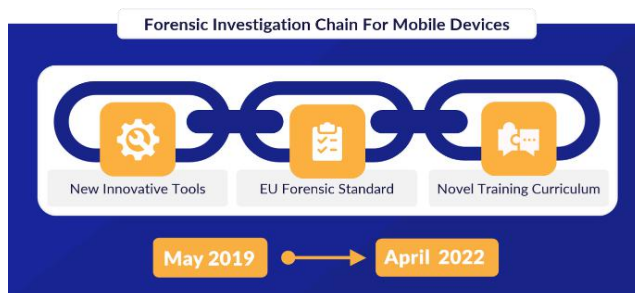 Forensic Investigation Chain For Mobile Devices
New Innovative Tools
EU Forensic Standard
Novel Training Curriculum
May 2019
April 2022